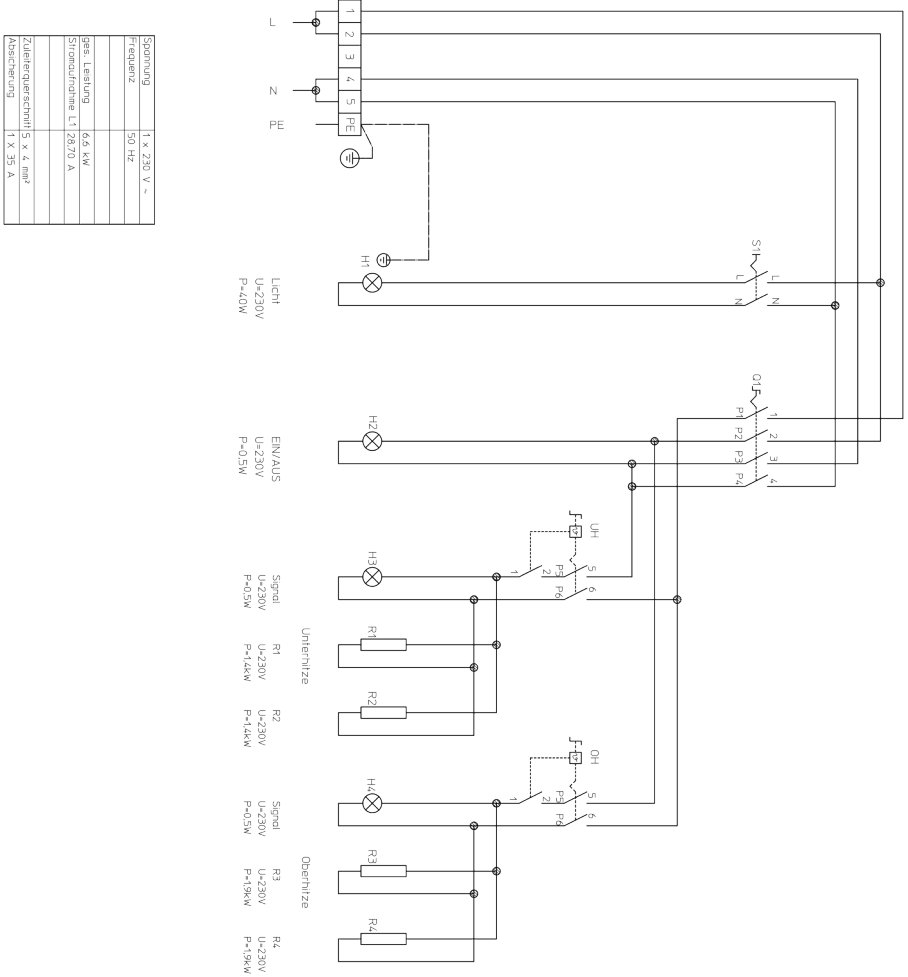 L
N
PE
1
2
3
4
5
PE
Spannung 1 x 230 V ~
Frequenz 50 Hz
ges. Leistung 6,6 kW
Stromaufnahme L1 28,70 A
Zuleiterquerschnitt 5 x 4 mm²
Absicherung 1 x 35 A
S1
L L
N N
H1
Licht
U=230V
P=40W
Q1
P1 1
P2 2
P3 3
P4 4
H2
EIN/AUS
U=230V
P=0,5W
UH
1 2 P5 5
P6 6
H3
Signal
U=230V
P=0,5W
Unterhitze
R1
R1
U=230V
P=1,4kW
R2
R2
U=230V
P=1,4kW
OH
1 2 P5 5
P6 6
H4
Signal
U=230V
P=0,5W
Oberhitze
R3
R3
U=230V
P=1,9kW
R4
R4
U=230V
P=1,9kW